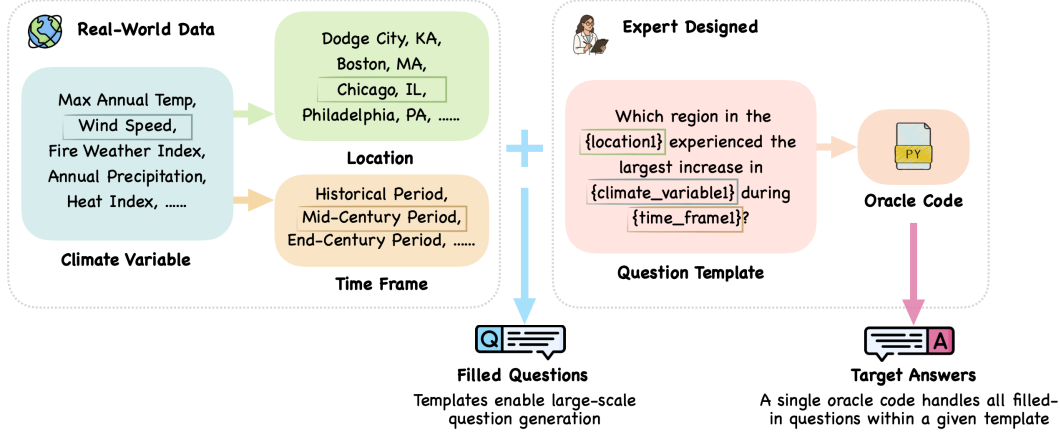 Real-World Data
Max Annual Temp,
Wind Speed,
Fire Weather Index,
Annual Precipitation,
Heat Index, ......
Climate Variable
Dodge City, KA,
Boston, MA,
Chicago, IL,
Philadelphia, PA, ......
Location
Historical Period,
Mid-Century Period,
End-Century Period, ......
Time Frame
Expert Designed
Which region in the
{location1} experienced the
largest increase in
{climate_variable1} during
{time_frame1}?
Question Template
PY
Oracle Code
Q
Filled Questions
Templates enable large-scale
question generation
A
Target Answers
A single oracle code handles all filled-
in questions within a given template